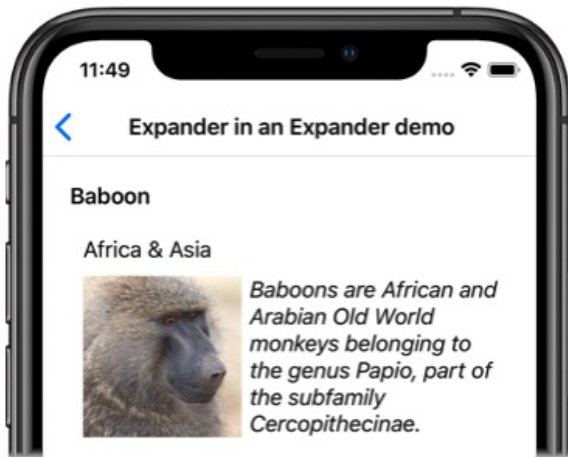 11:49
Expander in an Expander demo
Baboon
Africa & Asia
Baboons are African and
Arabian Old World
monkeys belonging to
the genus Papio, part of
the subfamily
Cercopithecinae.